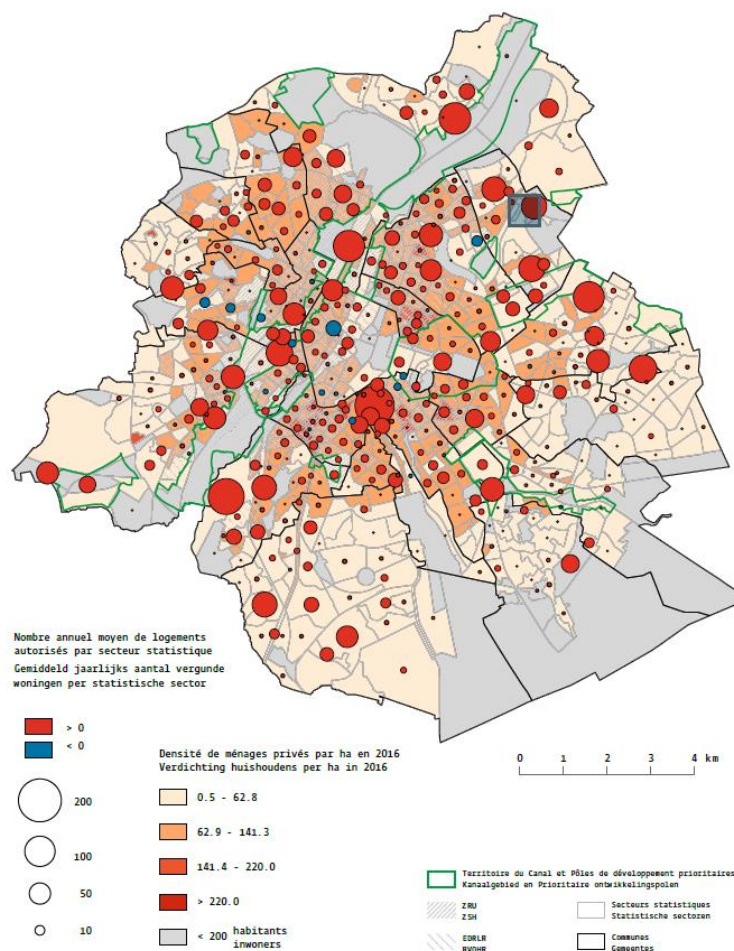 Nombre annuel moyen de logements
autorisés par secteur statistique
Gemiddeld jaarlijks aantal vergunde
woningen per statistische sector
> 0
< 0
200
100
50
10
Densité de ménages privés par ha en 2016
Verdichting huishoudens per ha in 2016
0.5 - 62.8
62.9 - 141.3
141.4 - 220.0
> 220.0
< 200 habitants
inwoners
0 1 2 3 4 km
Territoire du Canal et Pôles de développement prioritaires
Kanaalgebied en Prioritaire ontwikkelingspolen
ZRU
ZSH
EDRLR
RVOHR
Secteurs statistiques
Statistische sectoren
Communes
Gemeentes